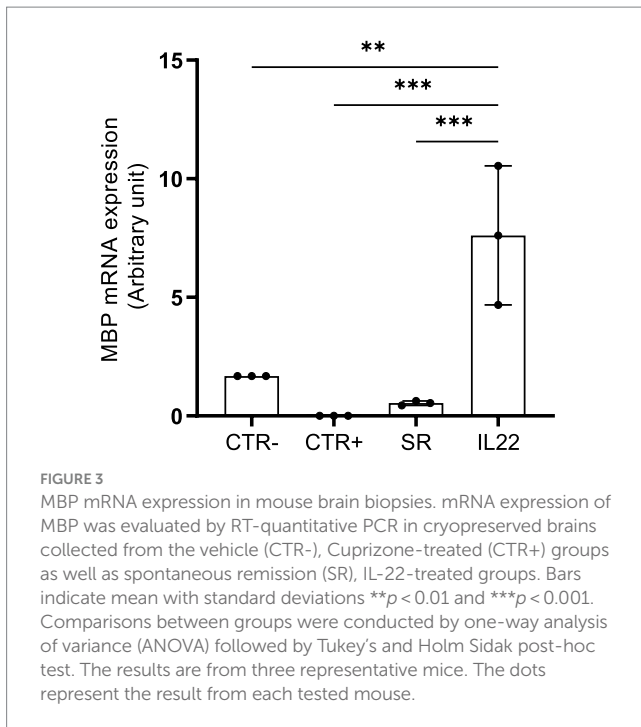 **
***
***
15
10
5
0
MBP mRNA expression
(Arbitrary unit)
CTR- CTR+ SR IL22
FIGURE 3
MBP mRNA expression in mouse brain biopsies. mRNA expression of
MBP was evaluated by RT-quantitative PCR in cryopreserved brains
collected from the vehicle (CTR-), Cuprizone-treated (CTR+) groups
as well as spontaneous remission (SR), IL-22-treated groups. Bars
indicate mean with standard deviations **p < 0.01 and ***p < 0.001.
Comparisons between groups were conducted by one-way analysis
of variance (ANOVA) followed by Tukey’s and Holm Sidak post-hoc
test. The results are from three representative mice. The dots
represent the result from each tested mouse.